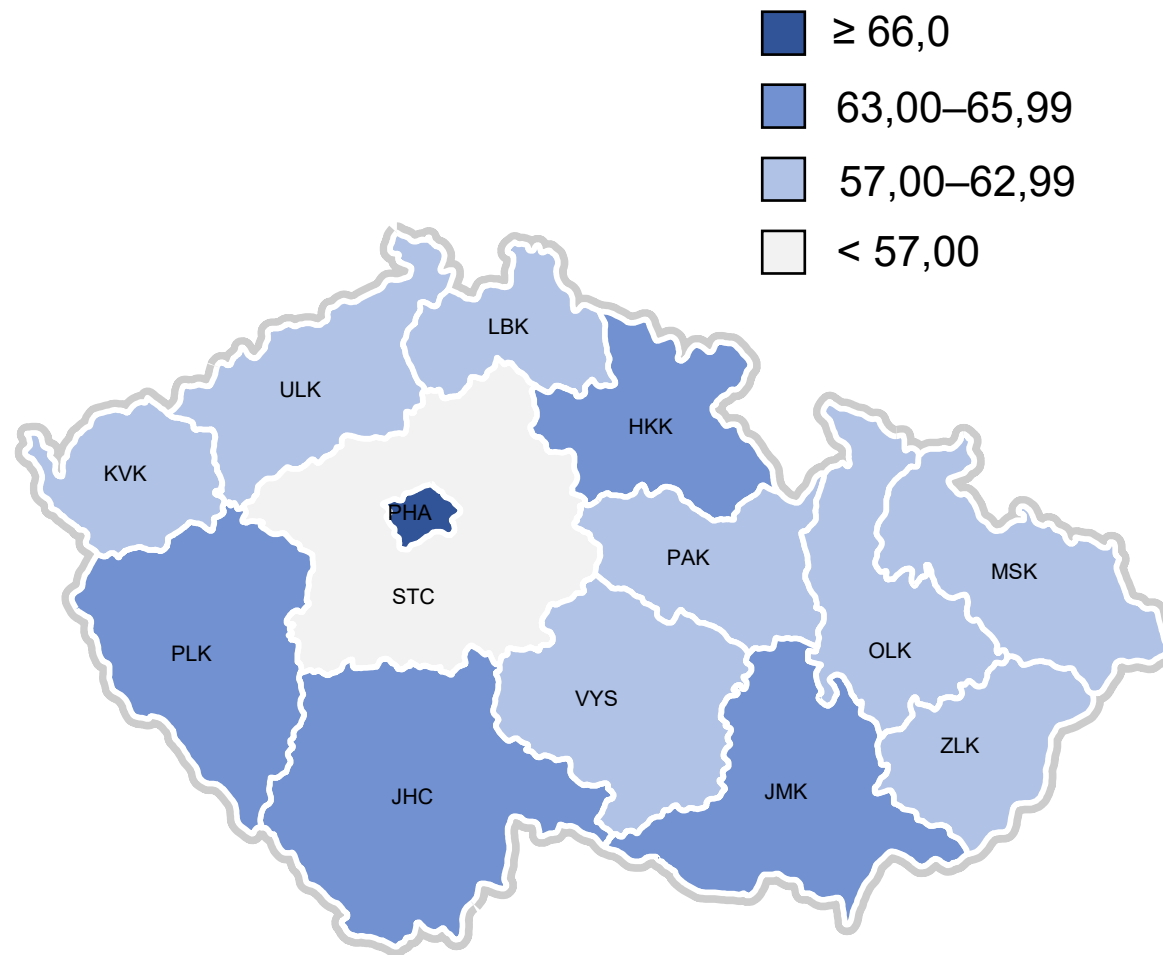 ≥ 66,0
63,00–65,99
57,00–62,99
< 57,00
LBK
ULK
HKK
KVK
PHA
PAK
MSK
STC
OLK
PLK
VYS
ZLK
JHC
JMK